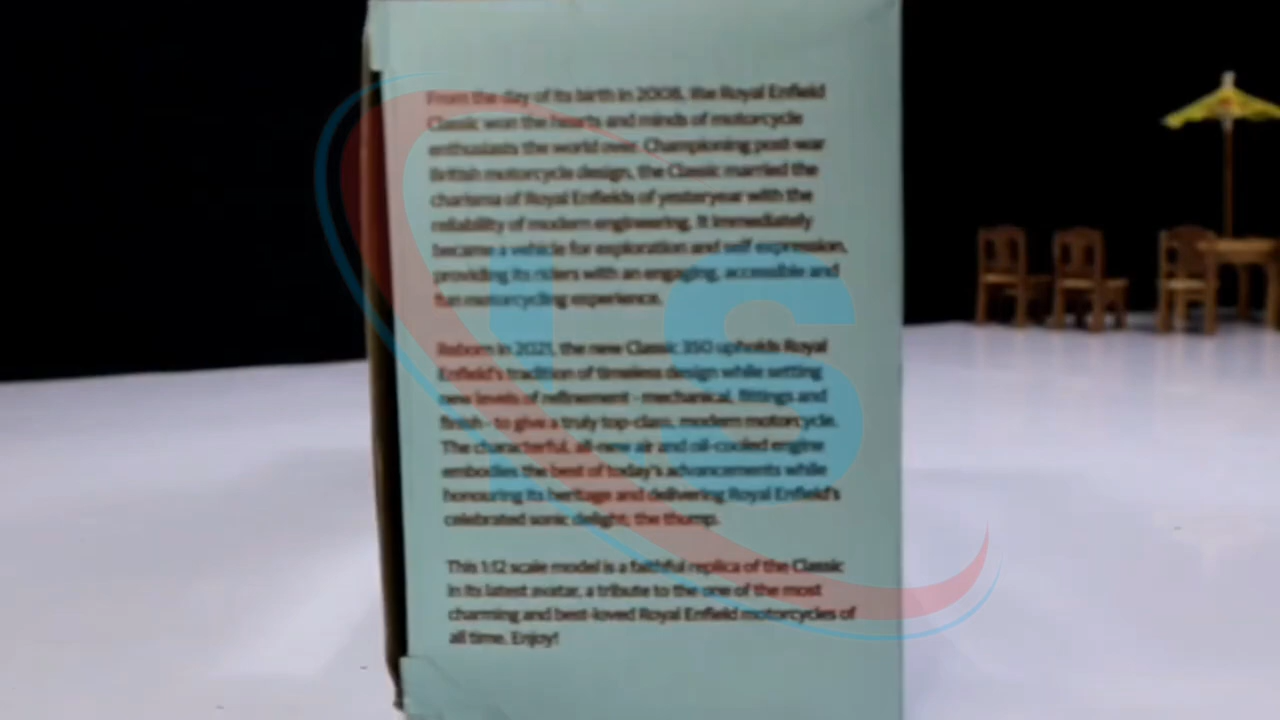 From the day of its birth in 2008, the Royal Enfield
Classic won the hearts and minds of motorcycle
enthusiasts the world over. Championing post war
British motorcycle design, the Classic married the
charisma of Royal Enfields of yesteryear with the
reliability of modern engineering. It immediately
became a vehicle for exploration and self expression,
providing its riders with an engaging, accessible and
fun motorcycling experience.
Reborn in 2021, the new Classic 350 upholds Royal
Enfield's tradition of timeless design while setting
new levels of refinement - mechanical, fittings and
finish - to give a truly top-class, modern motorcycle.
The characterful, all-new air and oil-cooled engine
embodies the best of today's advancements while
honouring its heritage and delivering Royal Enfield's
celebrated sonic delight; the thump.
This 1:12 scale model is a faithful replica of the Classic
in its latest avatar, a tribute to the one of the most
charming and best-loved Royal Enfield motorcycles of
all time. Enjoy!
LS